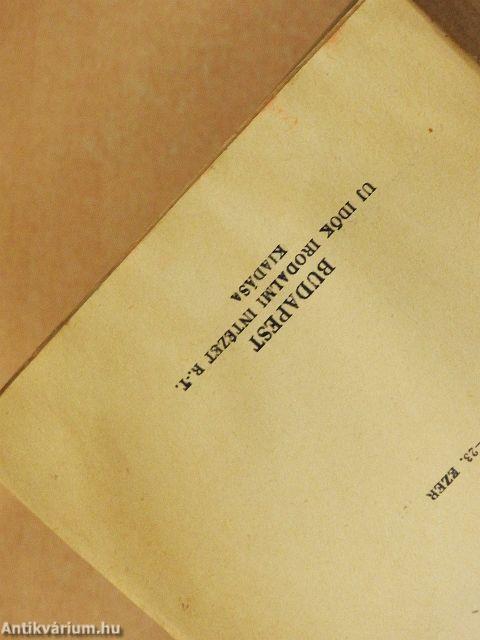 —23. EZER
BUDAPEST
UJ IDŐK IRODALMI INTÉZET R.-T.
KIADÁSA
Antikvárium.hu